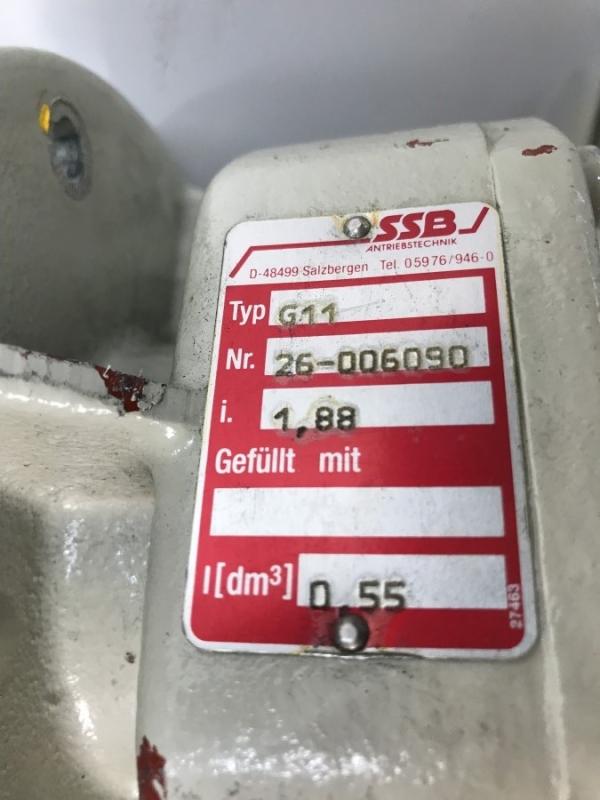 SSB
ANTRIEBSTECHNIK
D-48499 Salzbergen Tel. 05976/946-0
Typ G11
Nr. 26-006090
i. 1,88
Gefüllt mit
l[dm³] 0,55
27463